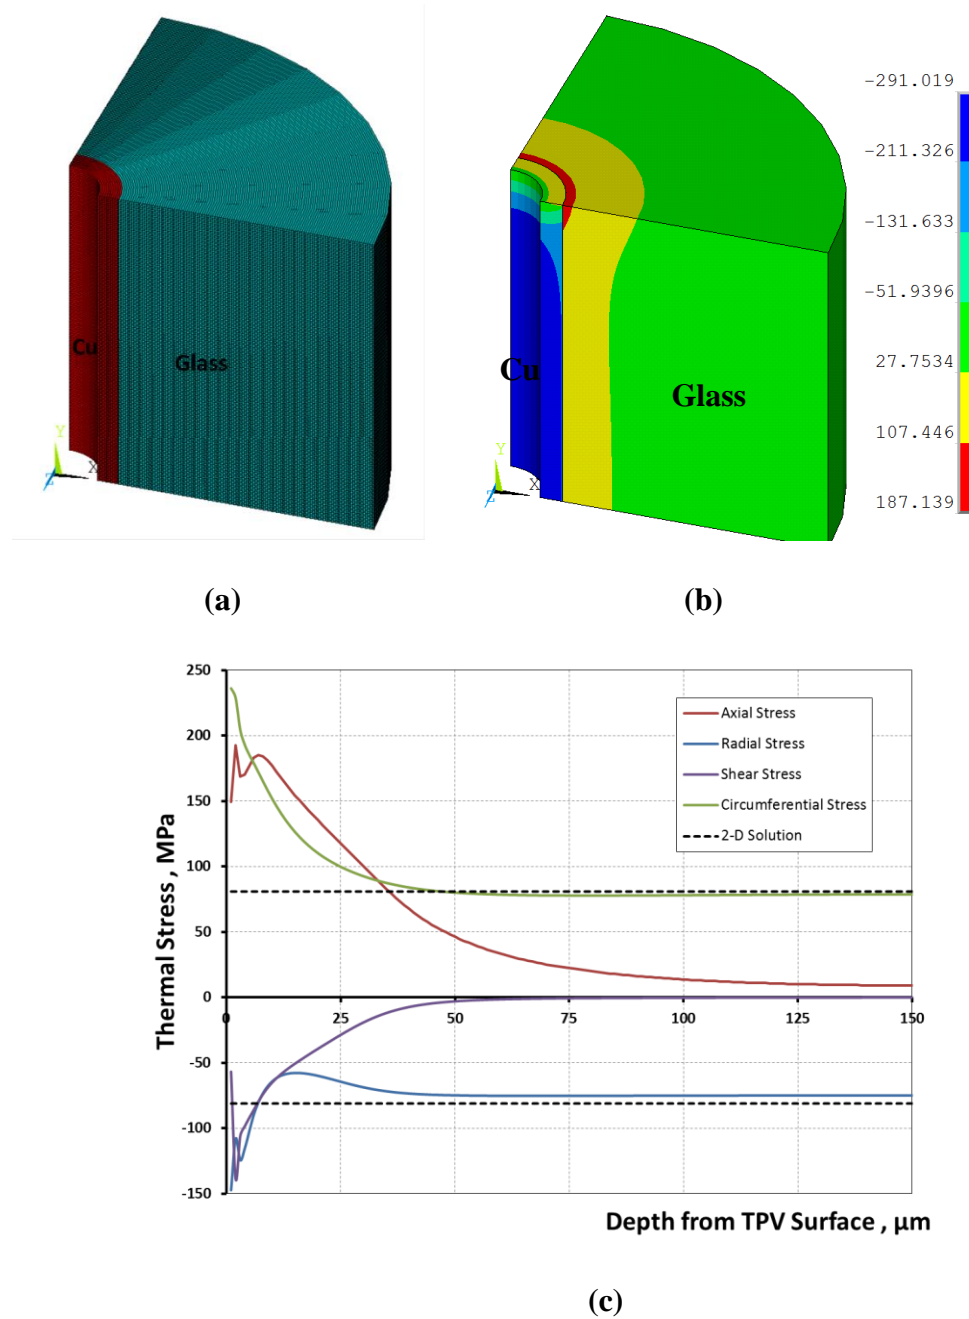 Cu
Glass
Y
X
Z
(a)
Cu
Glass
Y
X
Z
-291.019
-211.326
-131.633
-51.9396
27.7534
107.446
187.139
(b)
250
200
150
100
50
0
-50
-100
-150
0
25
50
75
100
125
150
Thermal Stress , MPa
Axial Stress
Radial Stress
Shear Stress
Circumferential Stress
2-D Solution
Depth from TPV Surface , µm
(c)